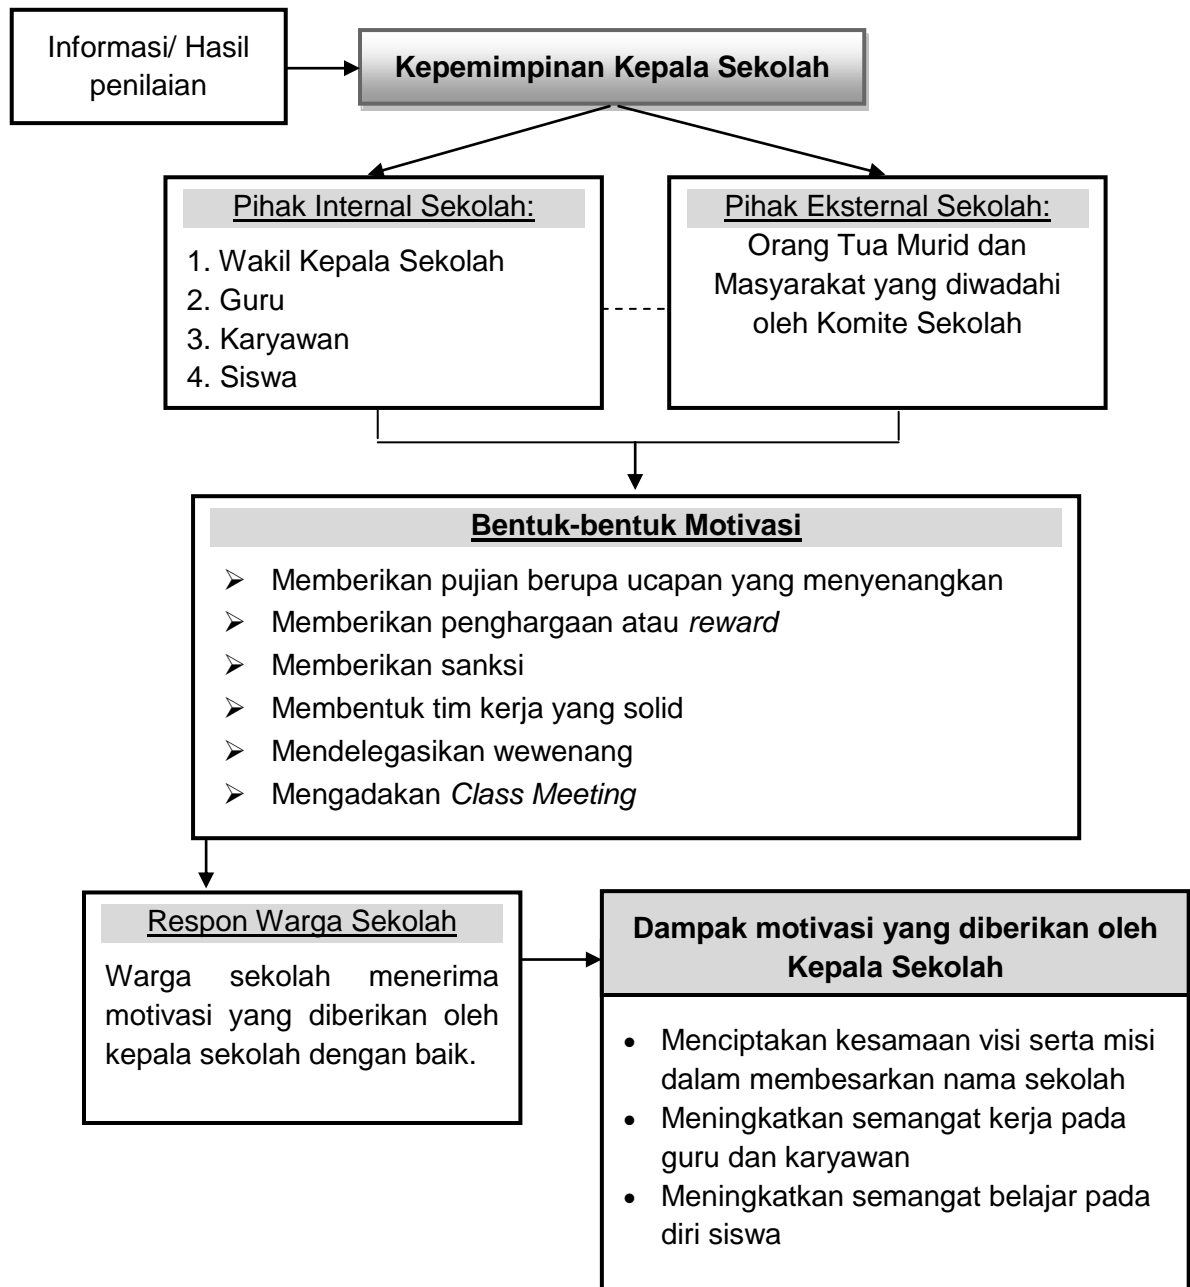 Informasi/ Hasil
penilaian
Kepemimpinan Kepala Sekolah
Pihak Internal Sekolah:
1. Wakil Kepala Sekolah
2. Guru
3. Karyawan
4. Siswa
Pihak Eksternal Sekolah:
Orang Tua Murid dan
Masyarakat yang diwadahi
oleh Komite Sekolah
Bentuk-bentuk Motivasi
➢ Memberikan pujian berupa ucapan yang menyenangkan
➢ Memberikan penghargaan atau reward
➢ Memberikan sanksi
➢ Membentuk tim kerja yang solid
➢ Mendelegasikan wewenang
➢ Mengadakan Class Meeting
Respon Warga Sekolah
Warga sekolah menerima
motivasi yang diberikan oleh
kepala sekolah dengan baik.
Dampak motivasi yang diberikan oleh
Kepala Sekolah
• Menciptakan kesamaan visi serta misi
dalam membesarkan nama sekolah
• Meningkatkan semangat kerja pada
guru dan karyawan
• Meningkatkan semangat belajar pada
diri siswa